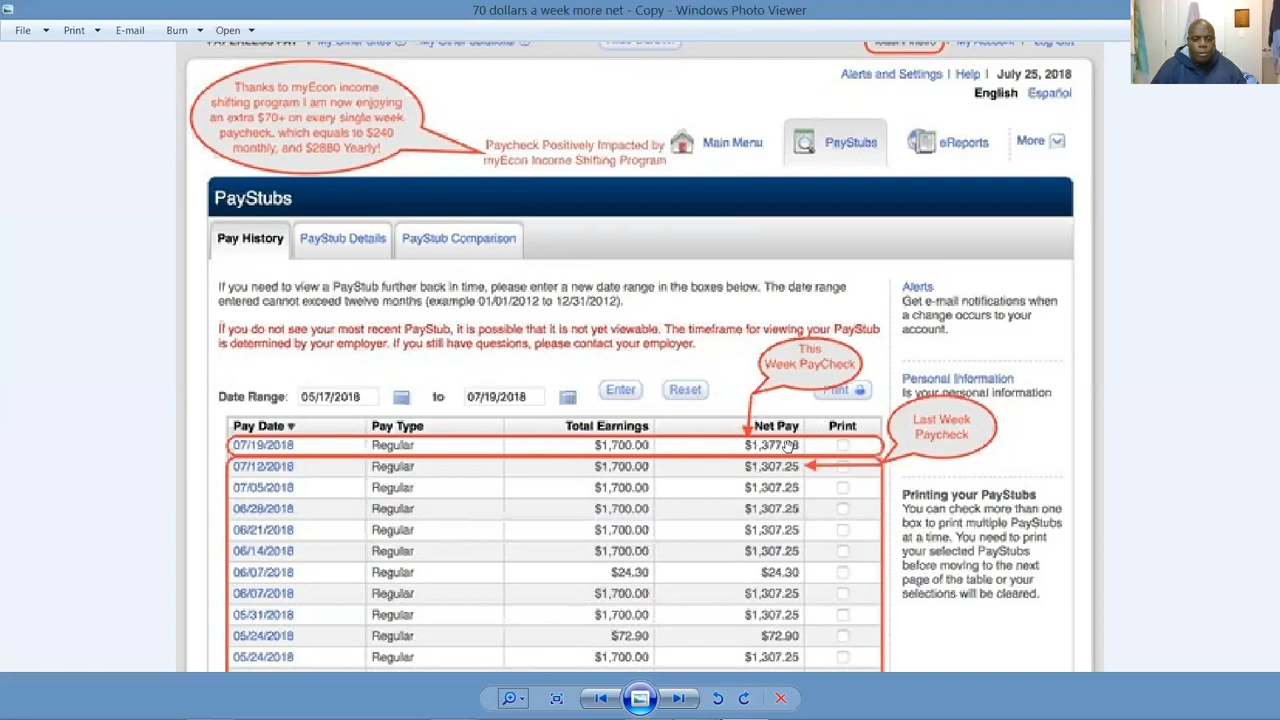 70 dollars a week more net - Copy - Windows Photo Viewer
File Print E-mail Burn Open
Alerts and Settings | Help | July 25, 2018
English Español
Thanks to myEcon income
shifting program I am now enjoying
an extra $70+ on every single week
paycheck, which equals to $240
monthly, and $2880 Yearly!
Paycheck Positively Impacted by
myEcon Income Shifting Program
Main Menu PayStubs eReports More
PayStubs
Pay History PayStub Details PayStub Comparison
If you need to view a PayStub further back in time, please enter a new date range in the boxes below. The date range
entered cannot exceed twelve months (example 01/01/2012 to 12/31/2012).
If you do not see your most recent PayStub, it is possible that it is not yet viewable. The timeframe for viewing your PayStub
is determined by your employer. If you still have questions, please contact your employer.
This
Week PayCheck
Date Range: 05/17/2018 to 07/19/2018 Enter Reset Print
Pay Date Pay Type Total Earnings Net Pay Print
07/19/2018 Regular $1,700.00
07/12/2018 Regular $1,700.00 $1,307.25
07/05/2018 Regular $1,700.00 $1,307.25
06/28/2018 Regular $1,700.00 $1,307.25
06/21/2018 Regular $1,700.00 $1,307.25
06/14/2018 Regular $1,700.00 $1,307.25
06/07/2018 Regular $24.30 $24.30
06/07/2018 Regular $1,700.00 $1,307.25
05/31/2018 Regular $1,700.00 $1,307.25
05/24/2018 Regular $72.90 $72.90
05/24/2018 Regular $1,700.00 $1,307.25
Alerts
Get e-mail notifications when
a change occurs to your
account.
Personal Information
Is your personal information
Last Week
Paycheck
Printing your PayStubs
You can check more than one
box to print multiple PayStubs
at a time. You need to print
your selected PayStubs
before moving to the next
page of the table or your
selections will be cleared.